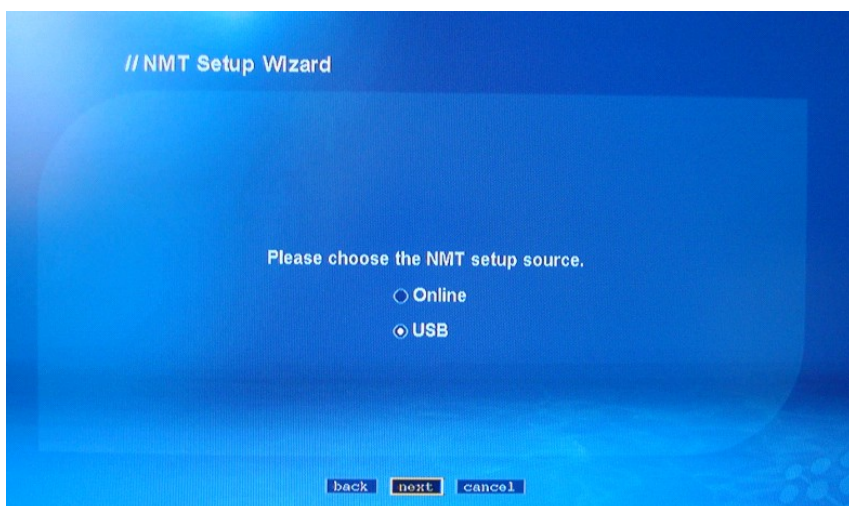 // NMT Setup Wizard
Please choose the NMT setup source.
Online
USB
back next cancel